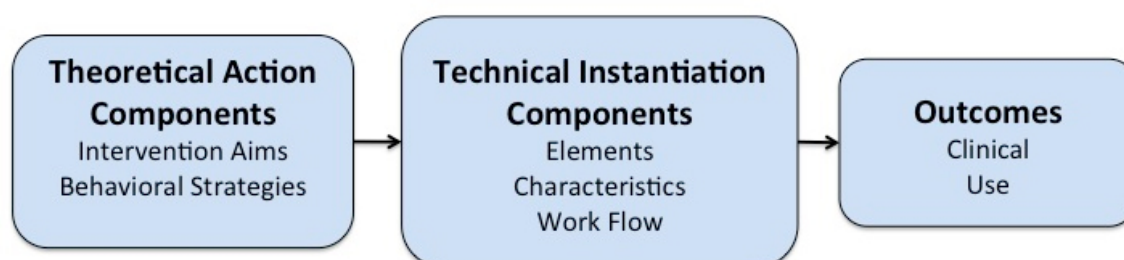 Theoretical Action
Components
Intervention Aims
Behavioral Strategies
Technical Instantiation
Components
Elements
Characteristics
Work Flow
Outcomes
Clinical
Use